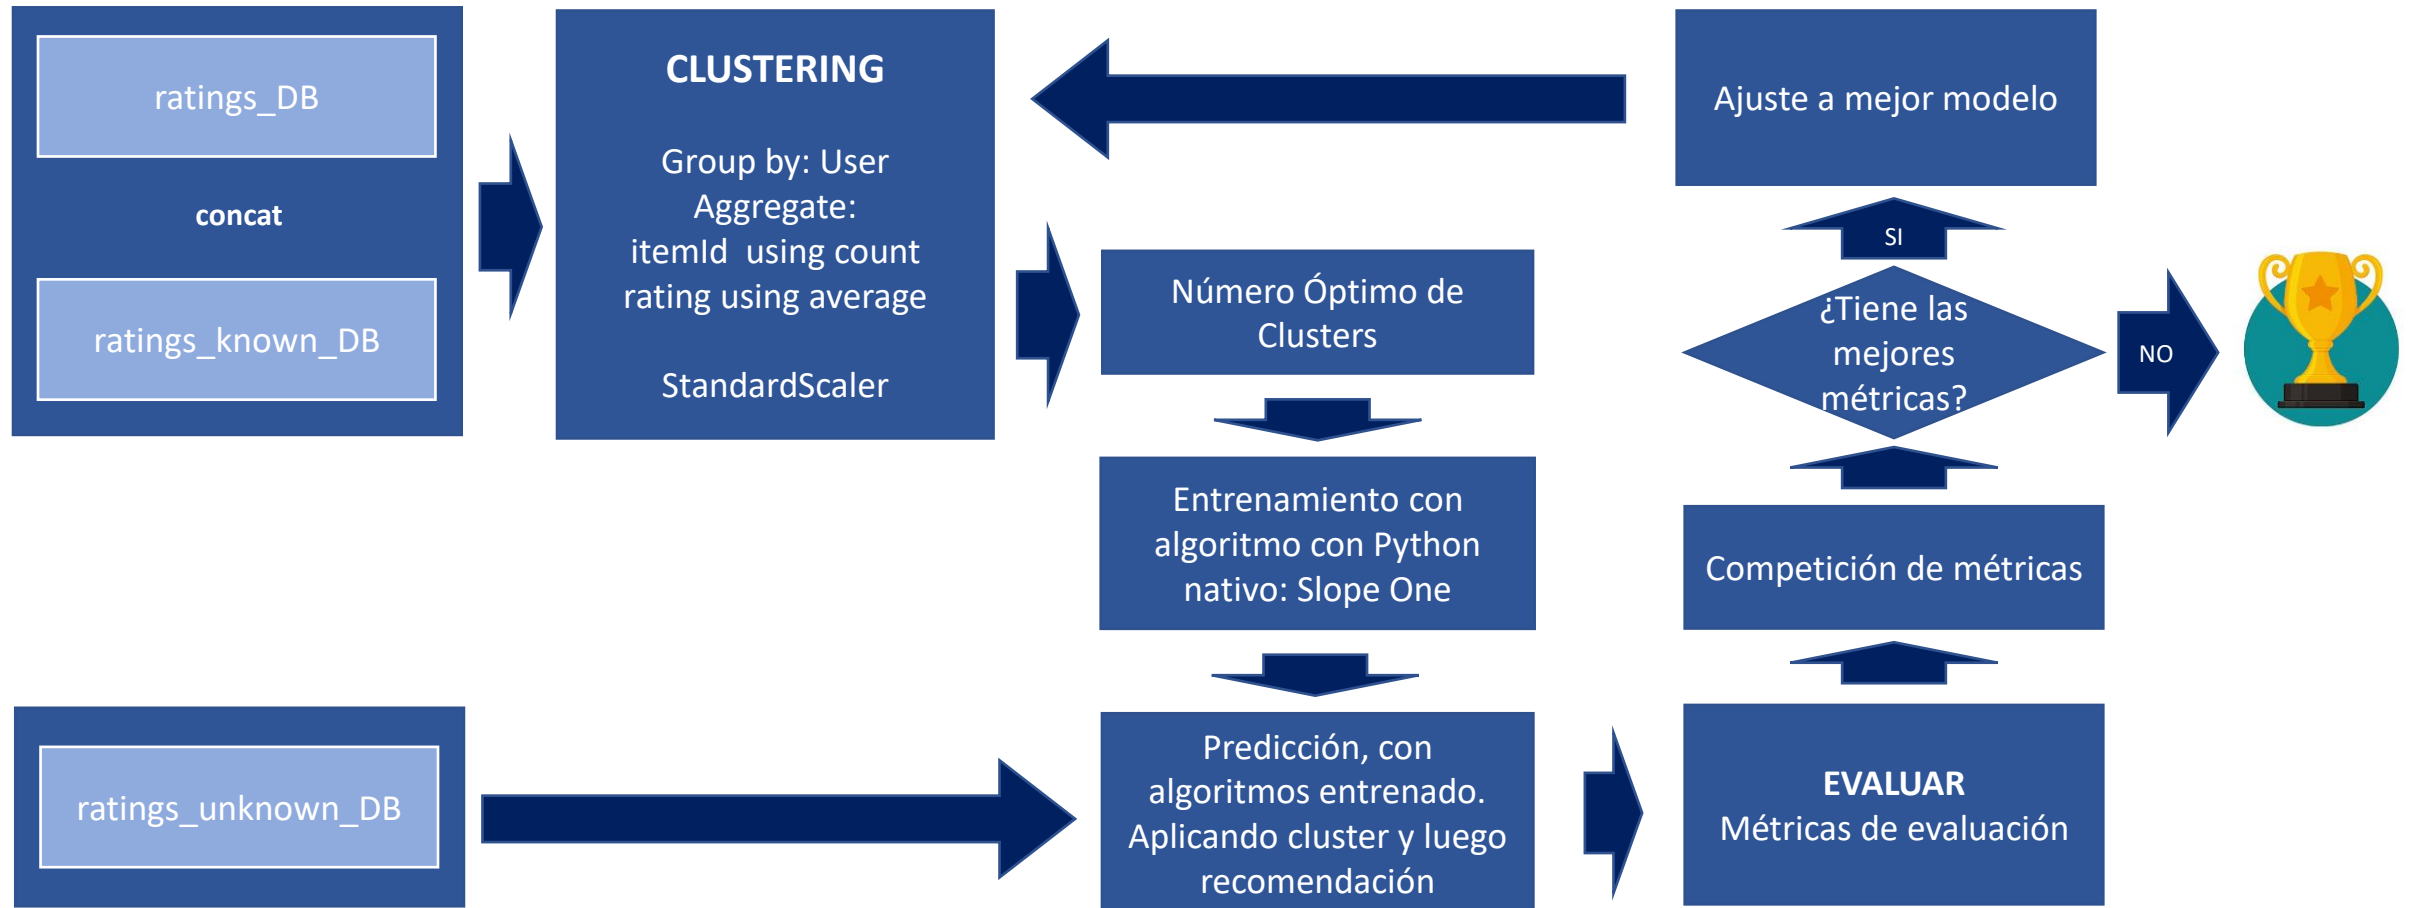 ratings_DB
concat
ratings_known_DB
CLUSTERING
Group by: User
Aggregate:
itemId  using count
rating using average
StandardScaler
Número Óptimo de
Clusters
Entrenamiento con
algoritmo con Python
nativo: Slope One
ratings_unknown_DB
Predicción, con
algoritmos entrenado.
Aplicando cluster y luego
recomendación
EVALUAR
Métricas de evaluación
Competición de métricas
¿Tiene las
mejores
métricas?
SI
NO
Ajuste a mejor modelo